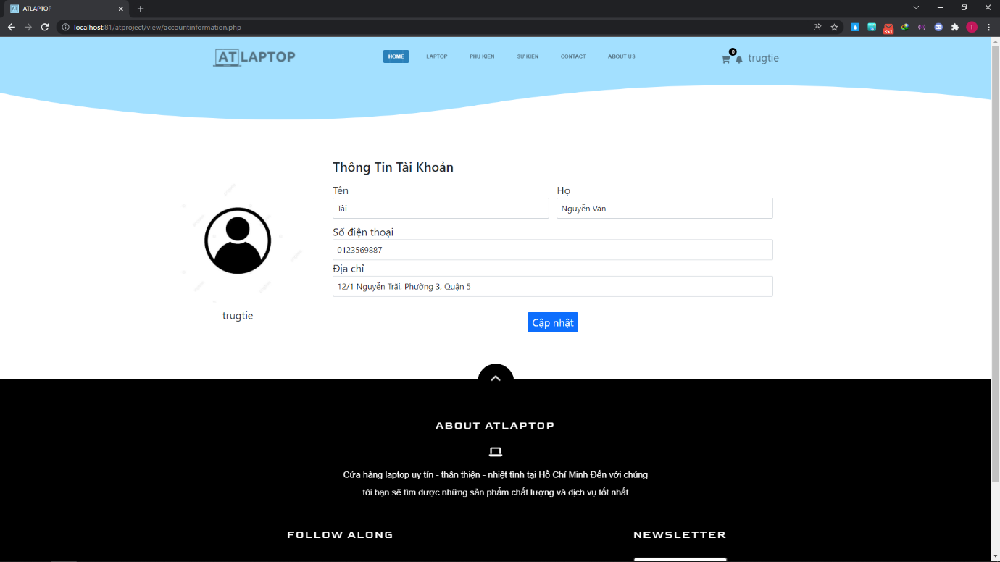 ATLAPTOP
localhost:81/atproject/view/accountinformation.php
351
T
ATLAPTOP
HOME
LAPTOP
PHỤ KIỆN
SỰ KIỆN
CONTACT
ABOUT US
0
trugtie
Thông Tin Tài Khoản
Tên
Họ
Tài
Nguyễn Văn
Số điện thoại
0123569887
Địa chỉ
12/1 Nguyễn Trãi, Phường 3, Quận 5
trugtie
Cập nhật
ABOUT ATLAPTOP
Cửa hàng laptop uy tín - thân thiện - nhiệt tình tại Hồ Chí Minh Đến với chúng
tôi bạn sẽ tìm được những sản phẩm chất lượng và dịch vụ tốt nhất
FOLLOW ALONG
NEWSLETTER